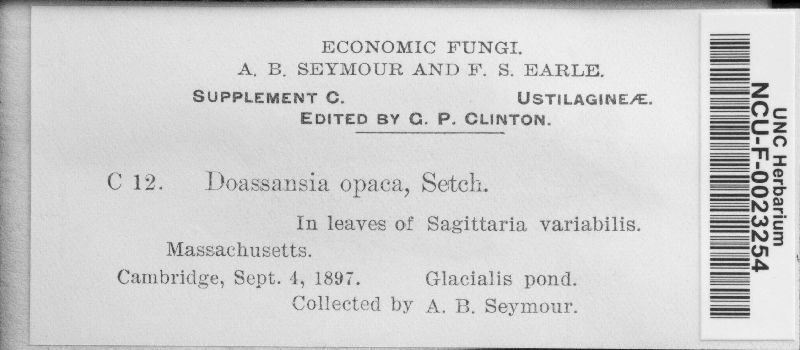 ECONOMIC FUNGI.
A. B. SEYMOUR AND F. S. EARLE.
SUPPLEMENT C. USTILAGINEÆ.
EDITED BY G. P. CLINTON.
C 12. Doassansia opaca, Setch.
In leaves of Sagittaria variabilis.
Massachusetts.
Cambridge, Sept. 4, 1897. Glacialis pond.
Collected by A. B. Seymour.
UNC Herbarium
NCU-F-0023254